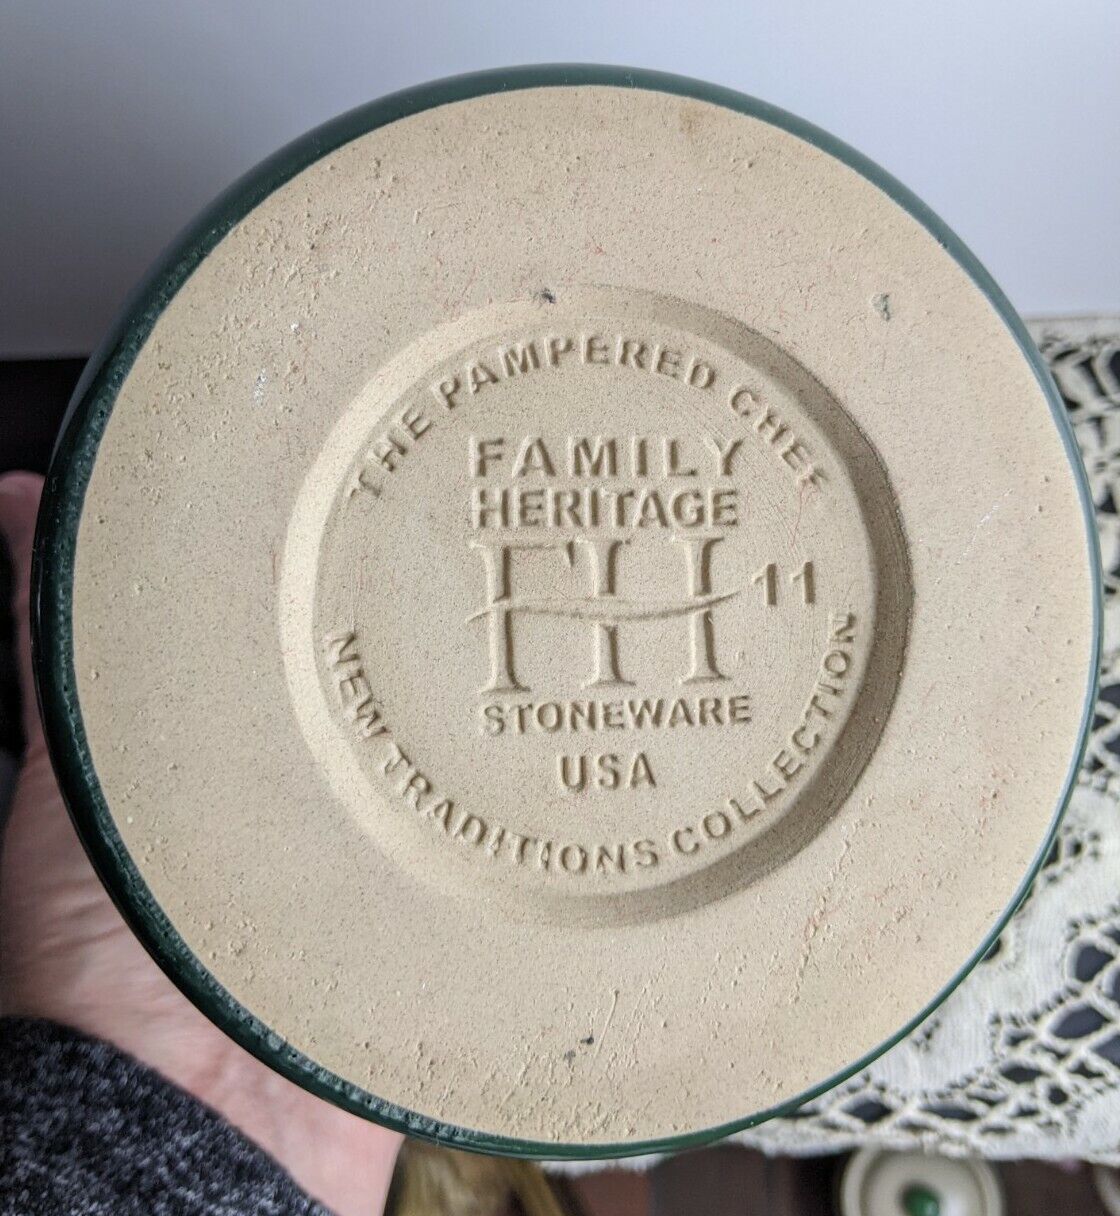 THE PAMPERED CHEF
FAMILY
HERITAGE
FH
11
STONEWARE
USA
NEW TRADITIONS COLLECTION